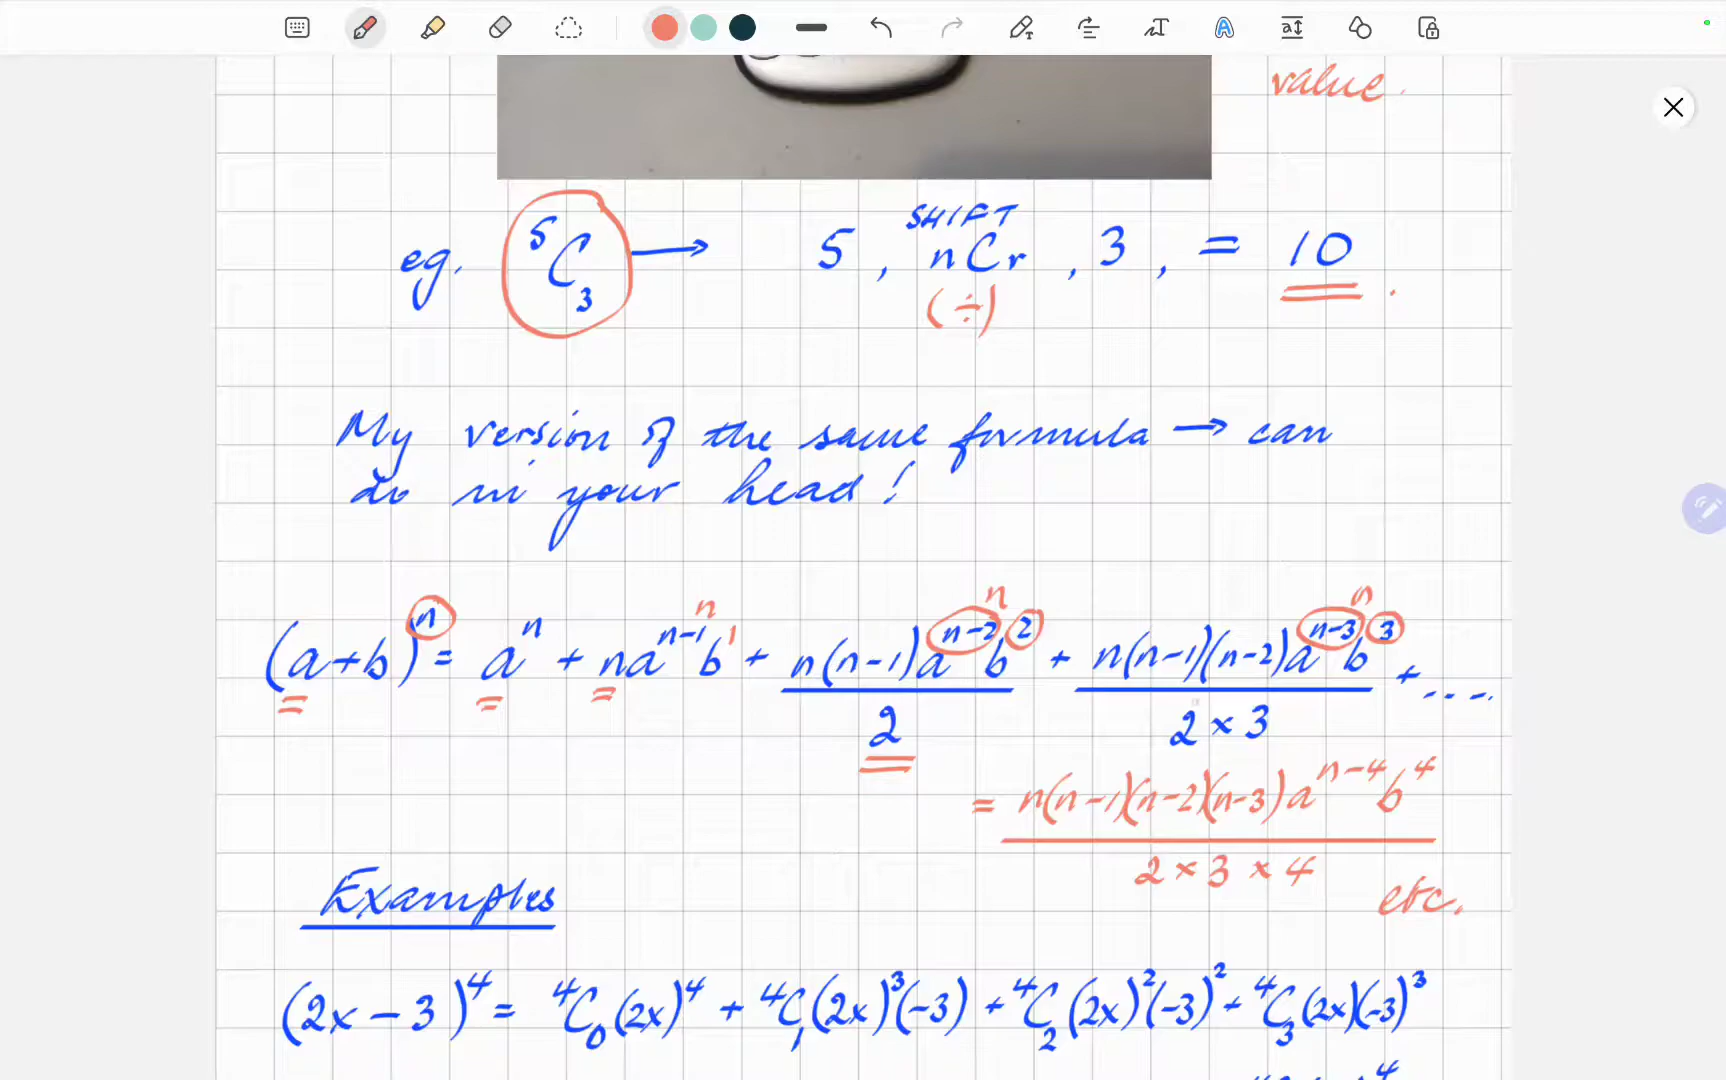 value.
SHIFT
eg. ⁵C₃ → 5 , nCr , 3 , = 10 .
(÷)
My version of the same formula → can
do in your head!
(a+b)ⁿ = aⁿ + naⁿ⁻¹b¹ + n(n-1)aⁿ⁻²b²/2 + n(n-1)(n-2)aⁿ⁻³b³/2×3 + ....
n n n
= n(n-1)(n-2)(n-3)aⁿ⁻⁴b⁴/2×3×4
etc.
Examples
(2x-3)⁴ = ⁴C₀(2x)⁴ + ⁴C₁(2x)³(-3) + ⁴C₂(2x)²(-3)² + ⁴C₃(2x)(-3)³